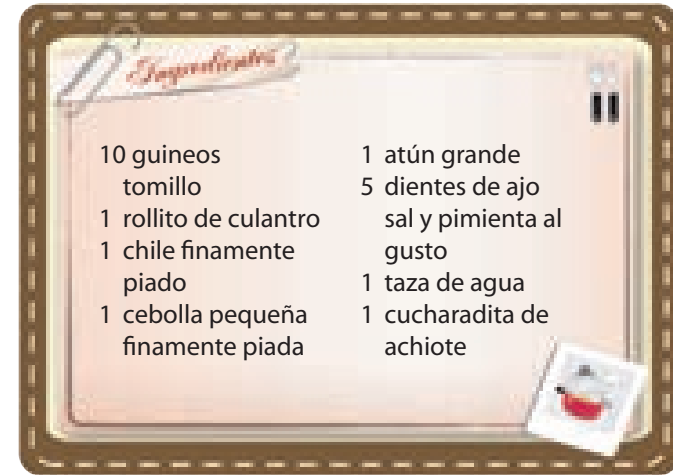 Ingredientes
10 guineos
tomillo
1 rollito de culantro
1 chile finamente
piado
1 cebolla pequeña
finamente piada
1 atún grande
5 dientes de ajo
sal y pimienta al
gusto
1 taza de agua
1 cucharadita de
achiote